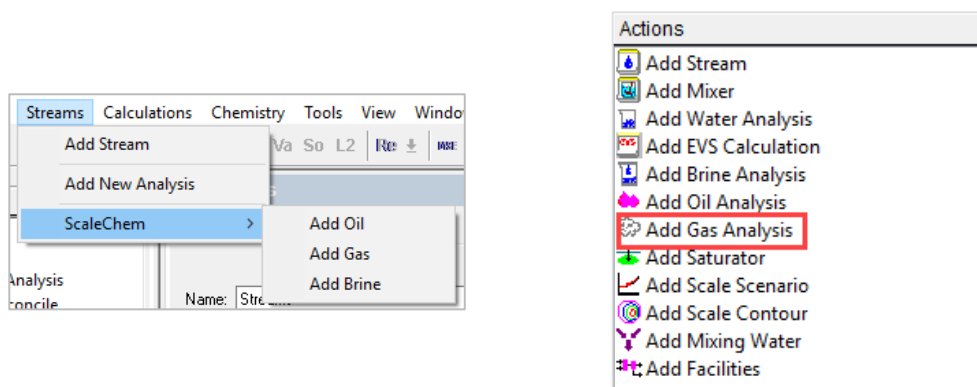 Streams Calculations Chemistry Tools View Windo
Add Stream
Va So L2 Re
Add New Analysis
ScaleChem >
Add Oil
Add Gas
Add Brine
Analysis
Name:
Actions
Add Stream
Add Mixer
Add Water Analysis
Add EVS Calculation
Add Brine Analysis
Add Oil Analysis
Add Gas Analysis
Add Saturator
Add Scale Scenario
Add Scale Contour
Add Mixing Water
Add Facilities